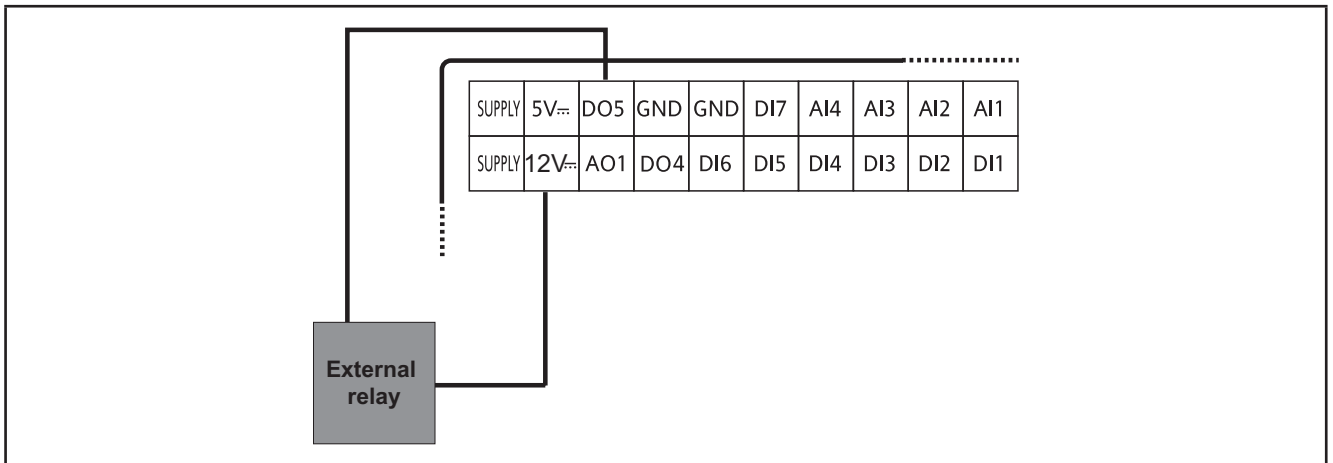 SUPPLY 5V⎓ DO5 GND GND DI7 AI4 AI3 AI2 AI1
SUPPLY 12V⎓ AO1 DO4 DI6 DI5 DI4 DI3 DI2 DI1
External
relay